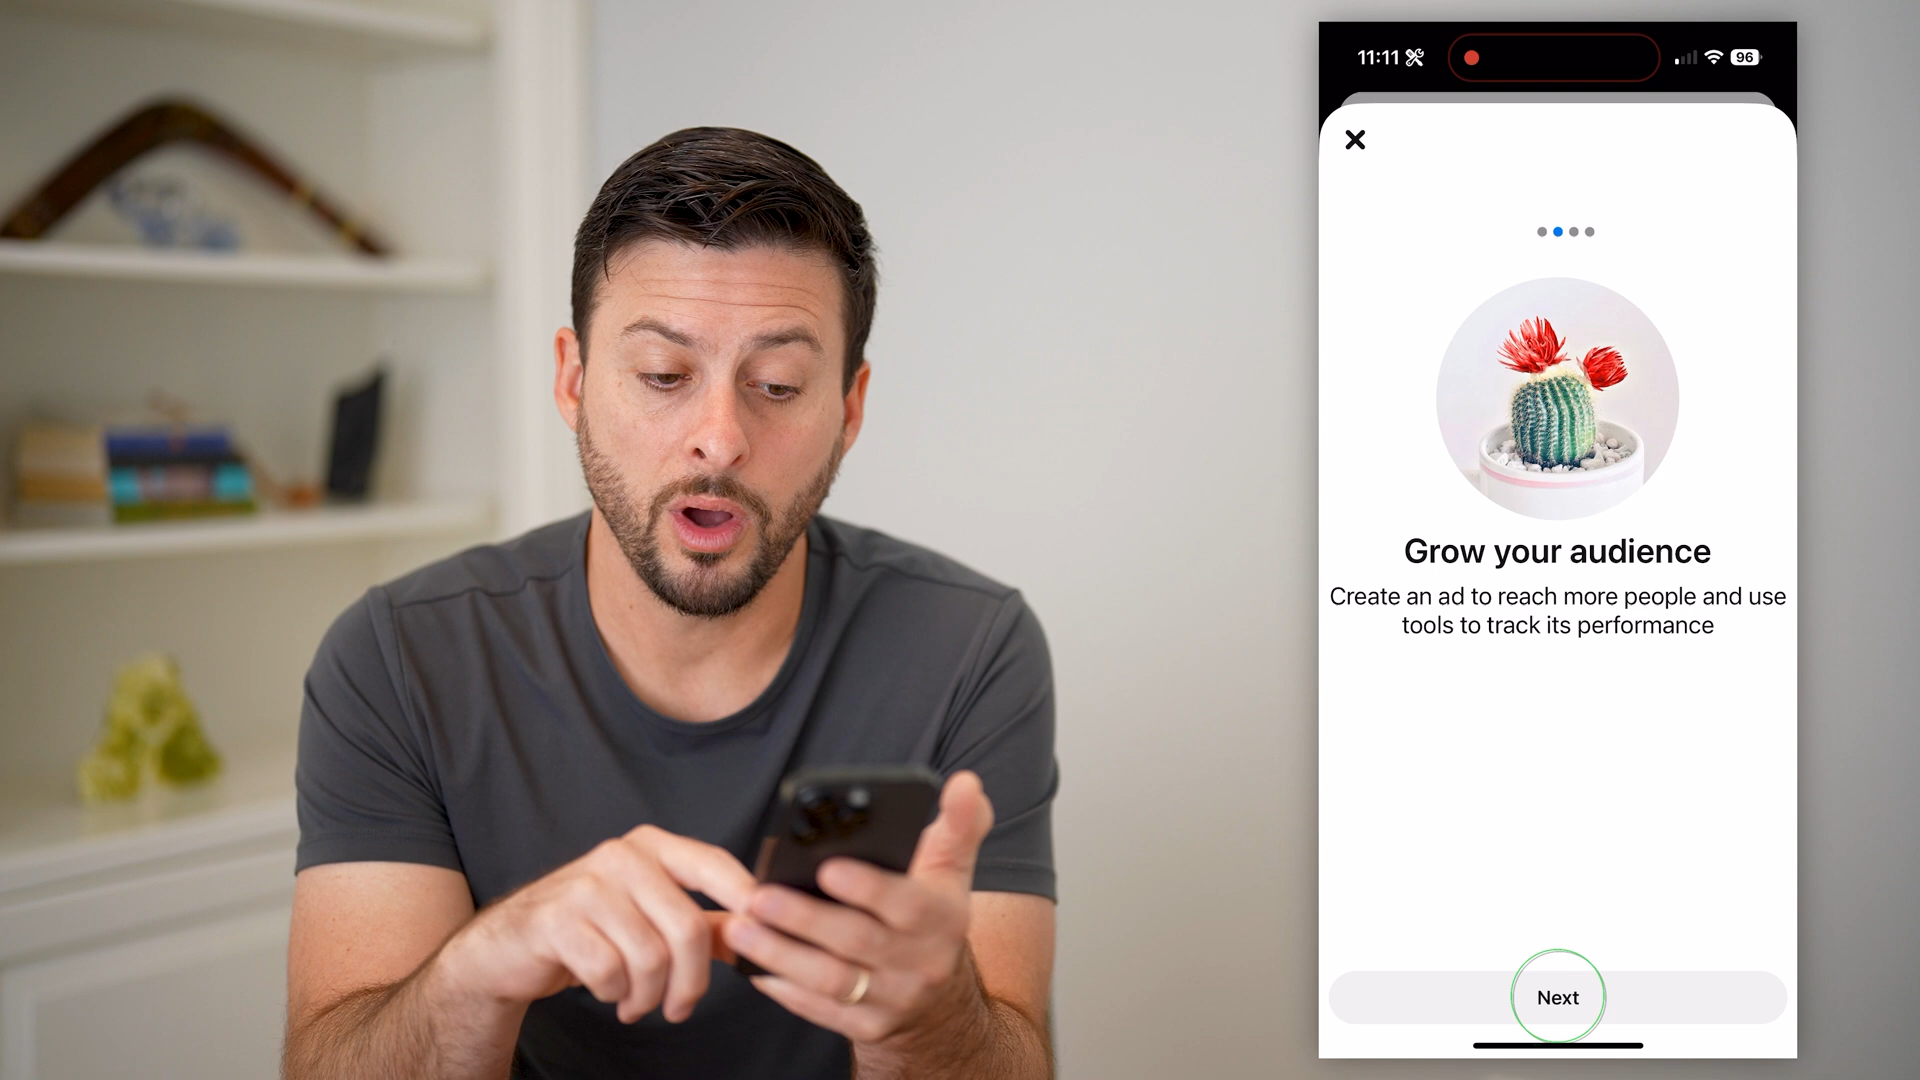 11:11
96
Grow your audience
Create an ad to reach more people and use
tools to track its performance
Next